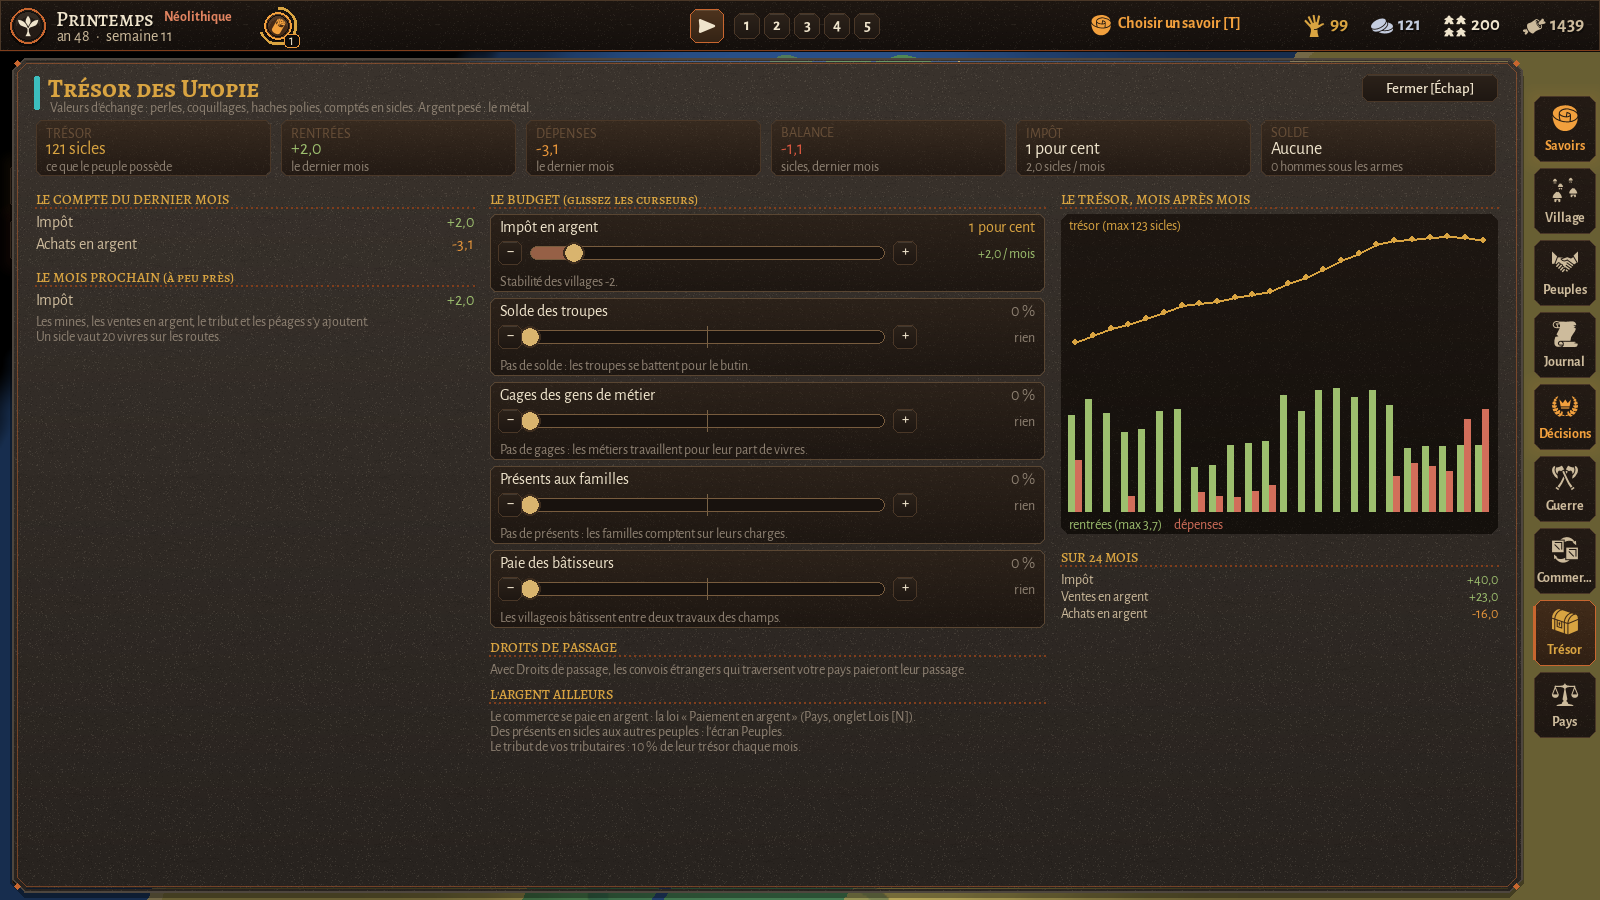 Printemps Néolithique
an 48 · semaine 11
1
1 2 3 4 5
Choisir un savoir [T]
99 121 200 1439
Trésor des Utopie
Valeurs d'échange : perles, coquillages, haches polies, comptés en sicles. Argent pesé : le métal.
Fermer [Échap]
TRÉSOR
121 sicles
ce que le peuple possède
RENTRÉES
+2,0
le dernier mois
DÉPENSES
-3,1
le dernier mois
BALANCE
-1,1
sicles, dernier mois
IMPÔT
1 pour cent
2,0 sicles / mois
SOLDE
Aucune
0 hommes sous les armes
LE COMPTE DU DERNIER MOIS
Impôt +2,0
Achats en argent -3,1
LE MOIS PROCHAIN (À PEU PRÈS)
Impôt +2,0
Les mines, les ventes en argent, le tribut et les péages s'y ajoutent.
Un sicle vaut 20 vivres sur les routes.
LE BUDGET (GLISSEZ LES CURSEURS)
Impôt en argent 1 pour cent
− + +2,0 / mois
Stabilité des villages -2.
Solde des troupes 0 %
− + rien
Pas de solde : les troupes se battent pour le butin.
Gages des gens de métier 0 %
− + rien
Pas de gages : les métiers travaillent pour leur part de vivres.
Présents aux familles 0 %
− + rien
Pas de présents : les familles comptent sur leurs charges.
Paie des bâtisseurs 0 %
− + rien
Les villageois bâtissent entre deux travaux des champs.
DROITS DE PASSAGE
Avec Droits de passage, les convois étrangers qui traversent votre pays paieront leur passage.
L'ARGENT AILLEURS
Le commerce se paie en argent : la loi « Paiement en argent » (Pays, onglet Lois [N]).
Des présents en sicles aux autres peuples : l'écran Peuples.
Le tribut de vos tributaires : 10 % de leur trésor chaque mois.
LE TRÉSOR, MOIS APRÈS MOIS
trésor (max 123 sicles)
rentrées (max 3,7) dépenses
SUR 24 MOIS
Impôt +40,0
Ventes en argent +23,0
Achats en argent -16,0
Savoirs
Village
Peuples
Journal
Décisions
Guerre
Commer...
Trésor
Pays